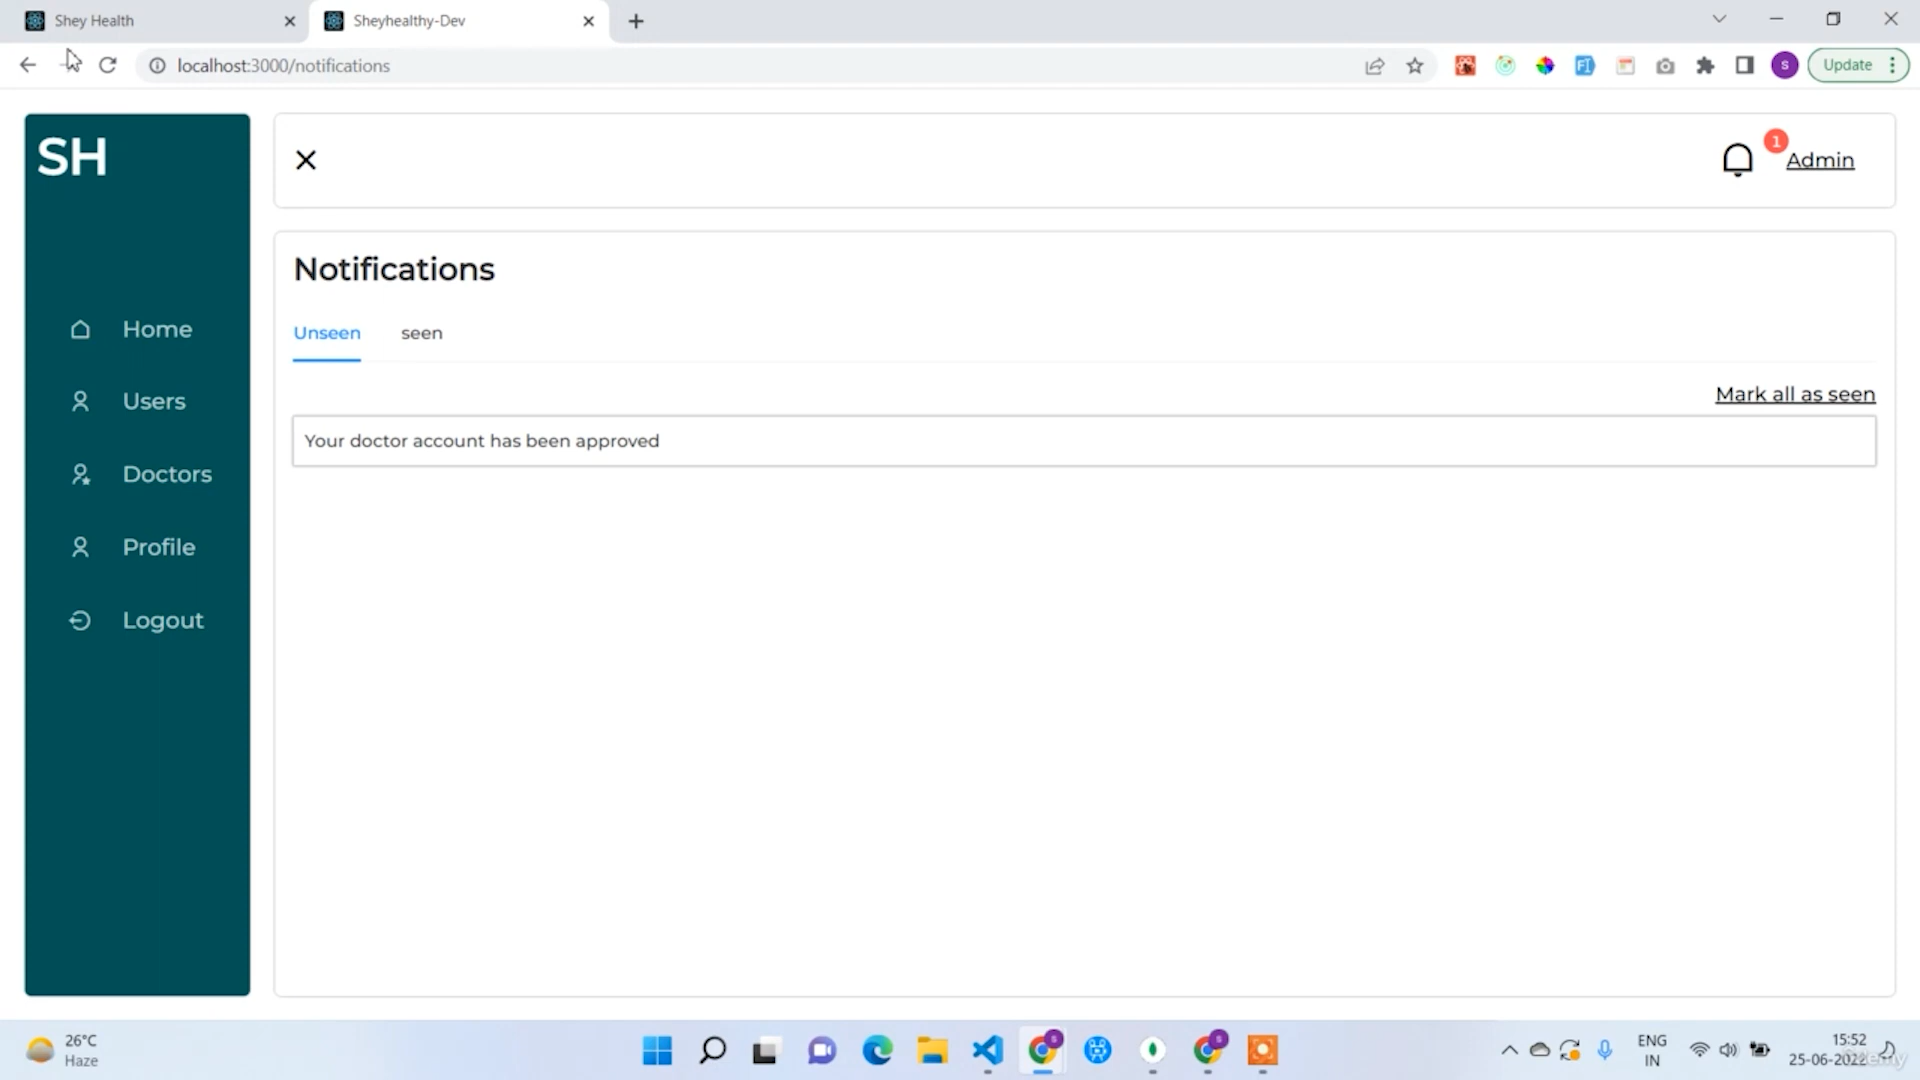 Shey Health
Sheyhealthy-Dev
localhost:3000/notifications
S
Update
SH
1
Admin
Notifications
Home
Unseen
seen
Mark all as seen
Users
Your doctor account has been approved
Doctors
Profile
Logout
26°C
Haze
ENG
IN
15:52
25-06-2022